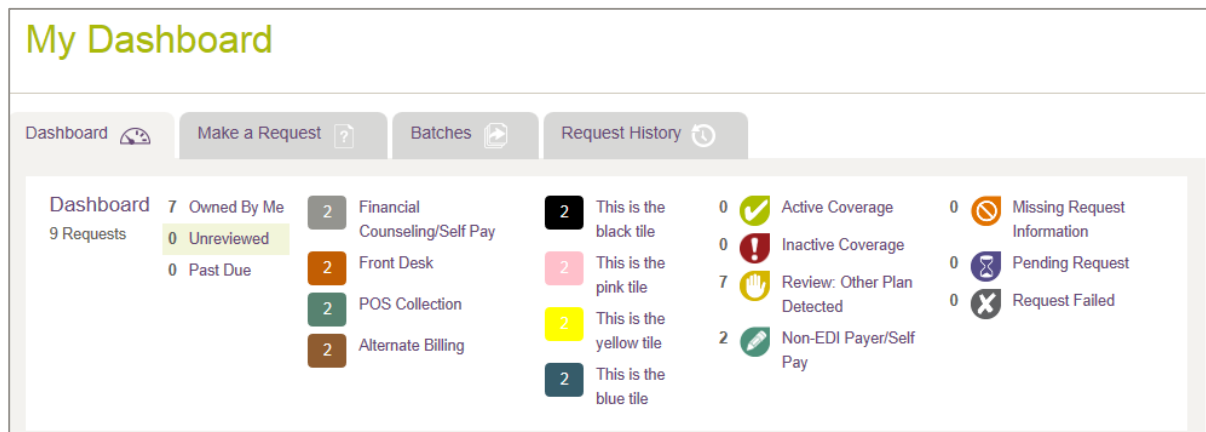 My Dashboard
Dashboard
Make a Request ?
Batches
Request History
Dashboard
9 Requests
7 Owned By Me
0 Unreviewed
0 Past Due
2 Financial
Counseling/Self Pay
2 Front Desk
2 POS Collection
2 Alternate Billing
2 This is the
black tile
2 This is the
pink tile
2 This is the
yellow tile
2 This is the
blue tile
0 Active Coverage
0 ! Inactive Coverage
7 Review: Other Plan
Detected
2 Non-EDI Payer/Self
Pay
0 Missing Request
Information
0 Pending Request
0 Request Failed